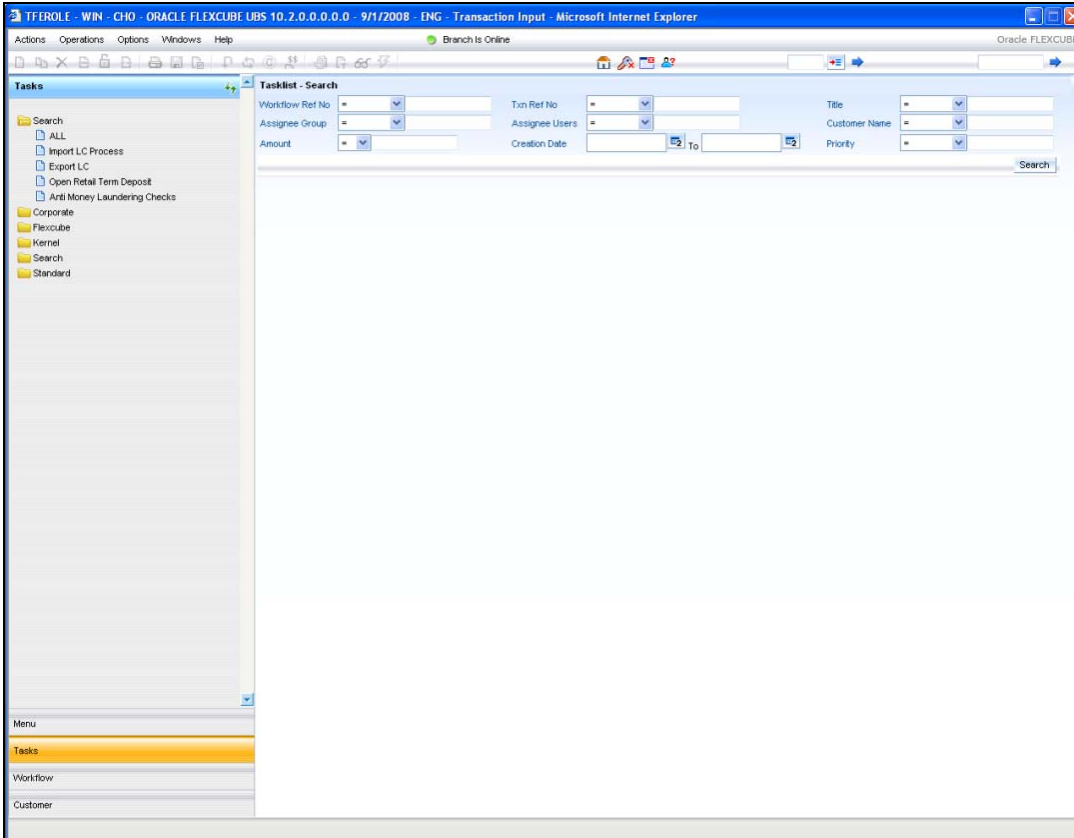 TFEROLE - WIN - CHO - ORACLE FLEXCUBE UBS 10.2.0.0.0.0.0 - 9/1/2008 - ENG - Transaction Input - Microsoft Internet Explorer
Actions Operations Options Windows Help Branch Is Online Oracle FLEXCUBE
Tasks
Search
ALL
Import LC Process
Export LC
Open Retail Term Deposit
Anti Money Laundering Checks
Corporate
Flexcube
Kernel
Search
Standard
Tasklist - Search
Workflow Ref No = Txn Ref No = Title =
Assignee Group = Assignee Users = Customer Name =
Amount = Creation Date To Priority =
Search
Menu
Tasks
Workflow
Customer